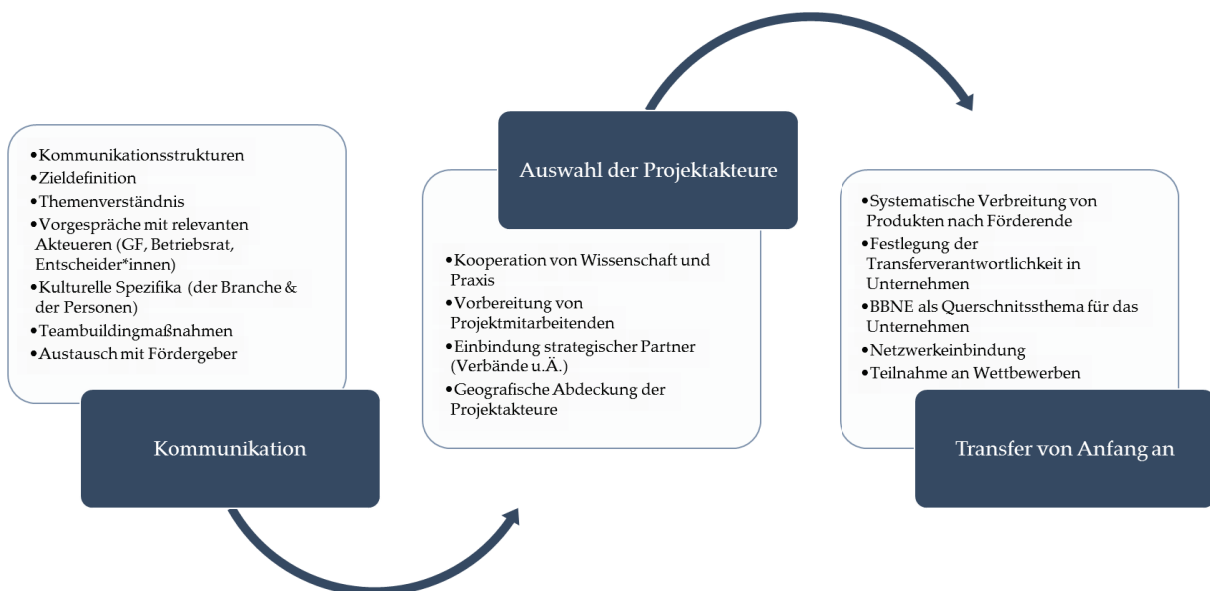 •Kommunikationsstrukturen
•Zieldefinition
•Themenverständnis
•Vorgespräche mit relevanten
Akteueren (GF, Betriebsrat,
Entscheider*innen)
•Kulturelle Spezifika (der Branche &
der Personen)
•Teambuildingmaßnahmen
•Austausch mit Fördergeber
Kommunikation
Auswahl der Projektakteure
•Kooperation von Wissenschaft und
Praxis
•Vorbereitung von
Projektmitarbeitenden
•Einbindung strategischer Partner
(Verbände u.Ä.)
•Geografische Abdeckung der
Projektakteure
•Systematische Verbreitung von
Produkten nach Förderende
•Festlegung der
Transferverantwortlichkeit in
Unternehmen
•BBNE als Querschnittsthema für das
Unternehmen
•Netzwerkeinbindung
•Teilnahme an Wettbewerben
Transfer von Anfang an